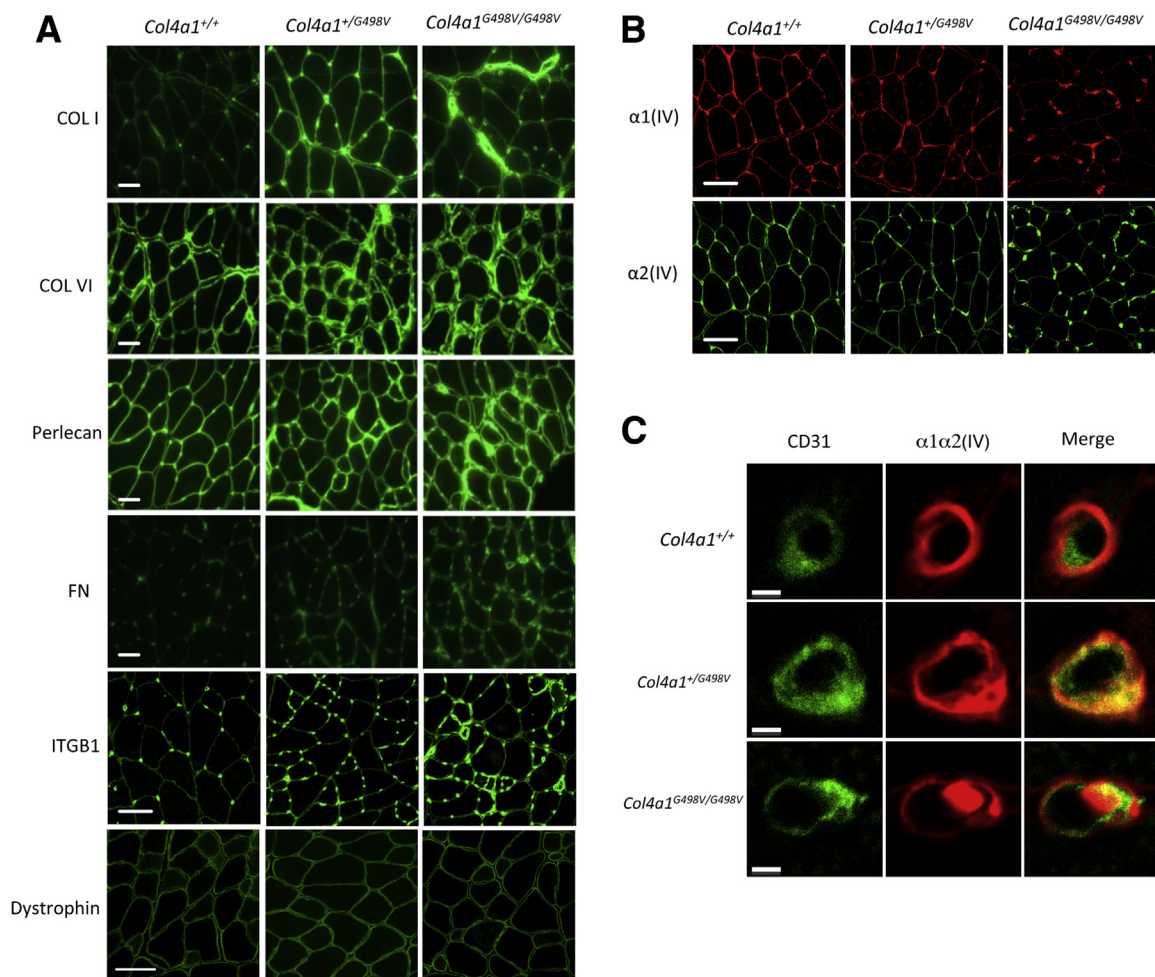 A
Col4a1+/+ Col4a1+/G498V Col4a1G498V/G498V
COL I
COL VI
Perlecan
FN
ITGB1
Dystrophin
B
Col4a1+/+ Col4a1+/G498V Col4a1G498V/G498V
α1(IV)
α2(IV)
C
CD31 α1α2(IV) Merge
Col4a1+/+
Col4a1+/G498V
Col4a1G498V/G498V